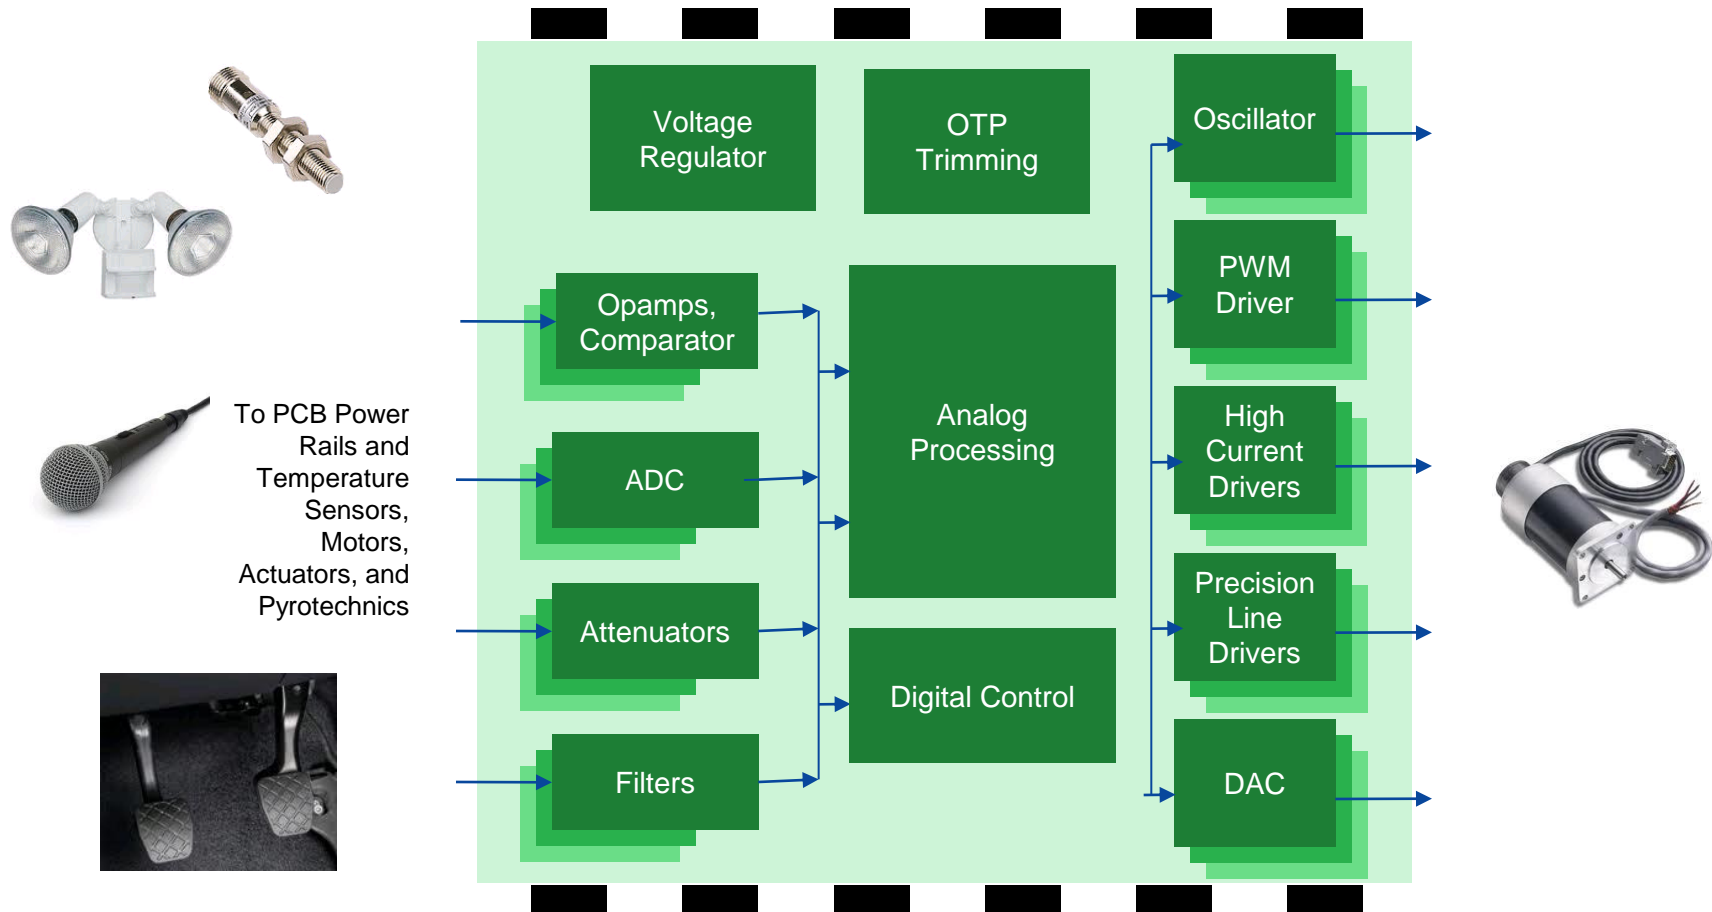 Voltage
Regulator
OTP
Trimming
Oscillator
PWM
Driver
Opamps,
Comparator
To PCB Power
Rails and
Temperature
Sensors,
Motors,
Actuators, and
Pyrotechnics
ADC
Analog
Processing
High
Current
Drivers
Attenuators
Precision
Line
Drivers
Digital Control
Filters
DAC